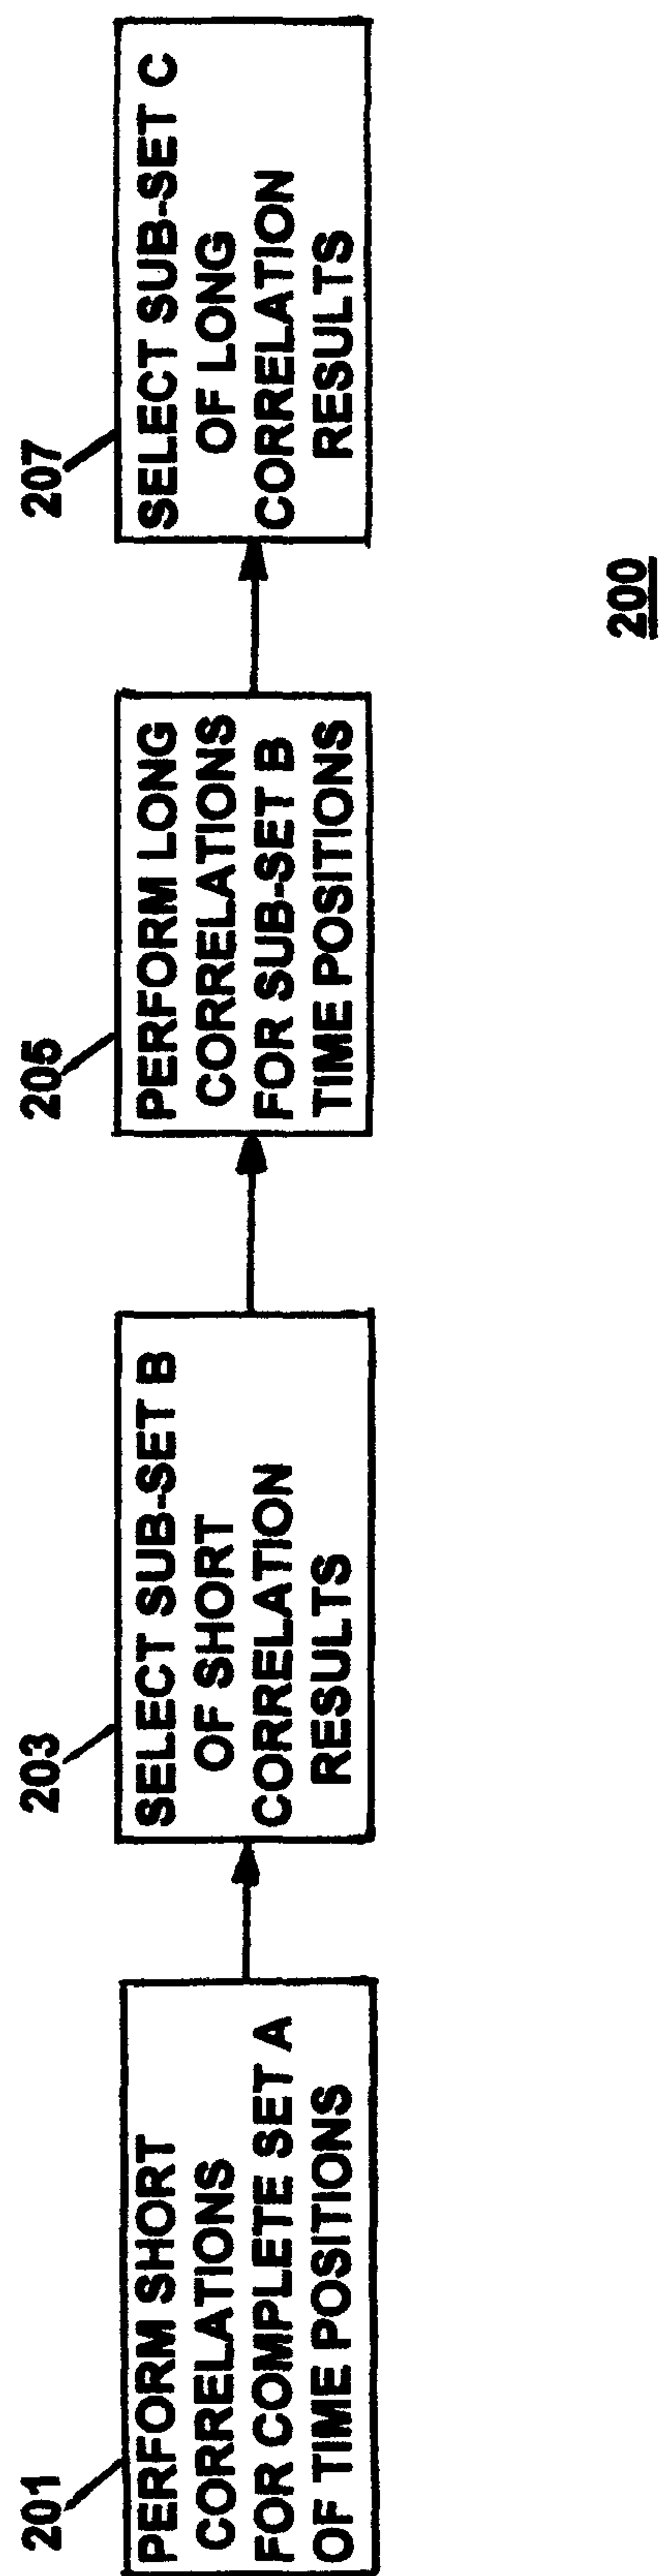 201
PERFORM SHORT
CORRELATIONS
FOR COMPLETE SET A
OF TIME POSITIONS
203
SELECT SUB-SET B
OF SHORT
CORRELATION
RESULTS
205
PERFORM LONG
CORRELATIONS
FOR SUB-SET B
TIME POSITIONS
207
SELECT SUB-SET C
OF LONG
CORRELATION
RESULTS
200